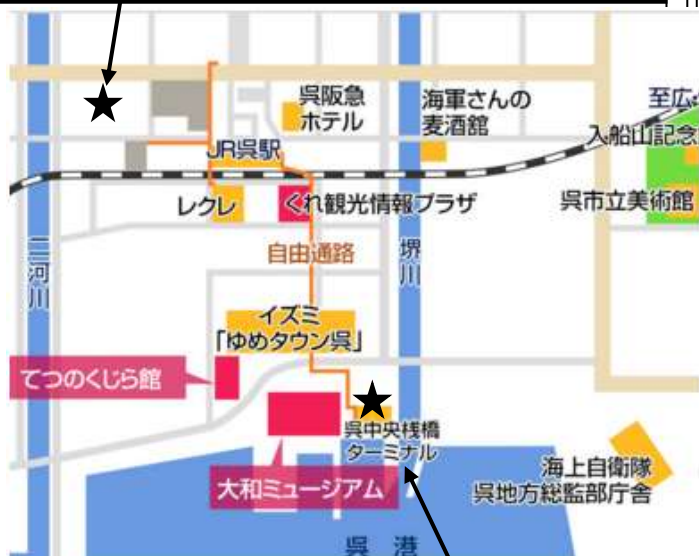 呉阪急
ホテル
海軍さんの
麦酒館
至広・
入船山記念
JR呉駅
レクレ
くれ観光情報プラザ
呉市立美術館
二河川
自由通路
堺川
イズミ
「ゆめタウン呉」
てつのくじら館
呉中央桟橋
ターミナル
大和ミュージアム
海上自衛隊
呉地方総監部庁舎
呉港